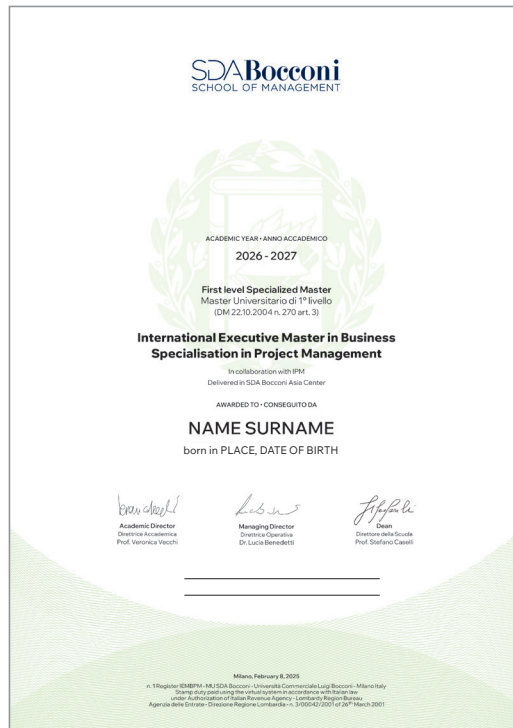 SDA Bocconi
SCHOOL OF MANAGEMENT
ACADEMIC YEAR • ANNO ACCADEMICO
2026 - 2027
First level Specialized Master
Master Universitario di 1° livello
(DM 22.10.2004 n. 270 art. 3)
International Executive Master in Business
Specialisation in Project Management
In collaboration with IPM
Delivered in SDA Bocconi Asia Center
AWARDED TO • CONSEGUITO DA
NAME SURNAME
born in PLACE, DATE OF BIRTH
Academic Director
Direttrice Accademica
Prof. Veronica Vecchi
Managing Director
Direttrice Operativa
Dr. Lucia Benedetti
Dean
Direttore della Scuola
Prof. Stefano Caselli
Milano, February 8, 2025
n. 1 Register IEMBPM - MU SDA Bocconi - Università Commerciale Luigi Bocconi - Milano Italy
Stamp duty paid using the virtual system in accordance with Italian law
under Authorization of Italian Revenue Agency - Lombardy Region Bureau
Agenzia delle Entrate - Direzione Regione Lombardia - n. 3/00042/2001 of 26th March 2001